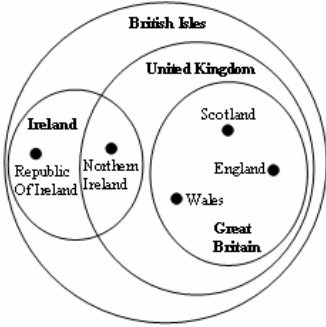 British Isles
United Kingdom
Scotland
Ireland
Republic
Of Ireland
Northern
Ireland
England
Wales
Great
Britain